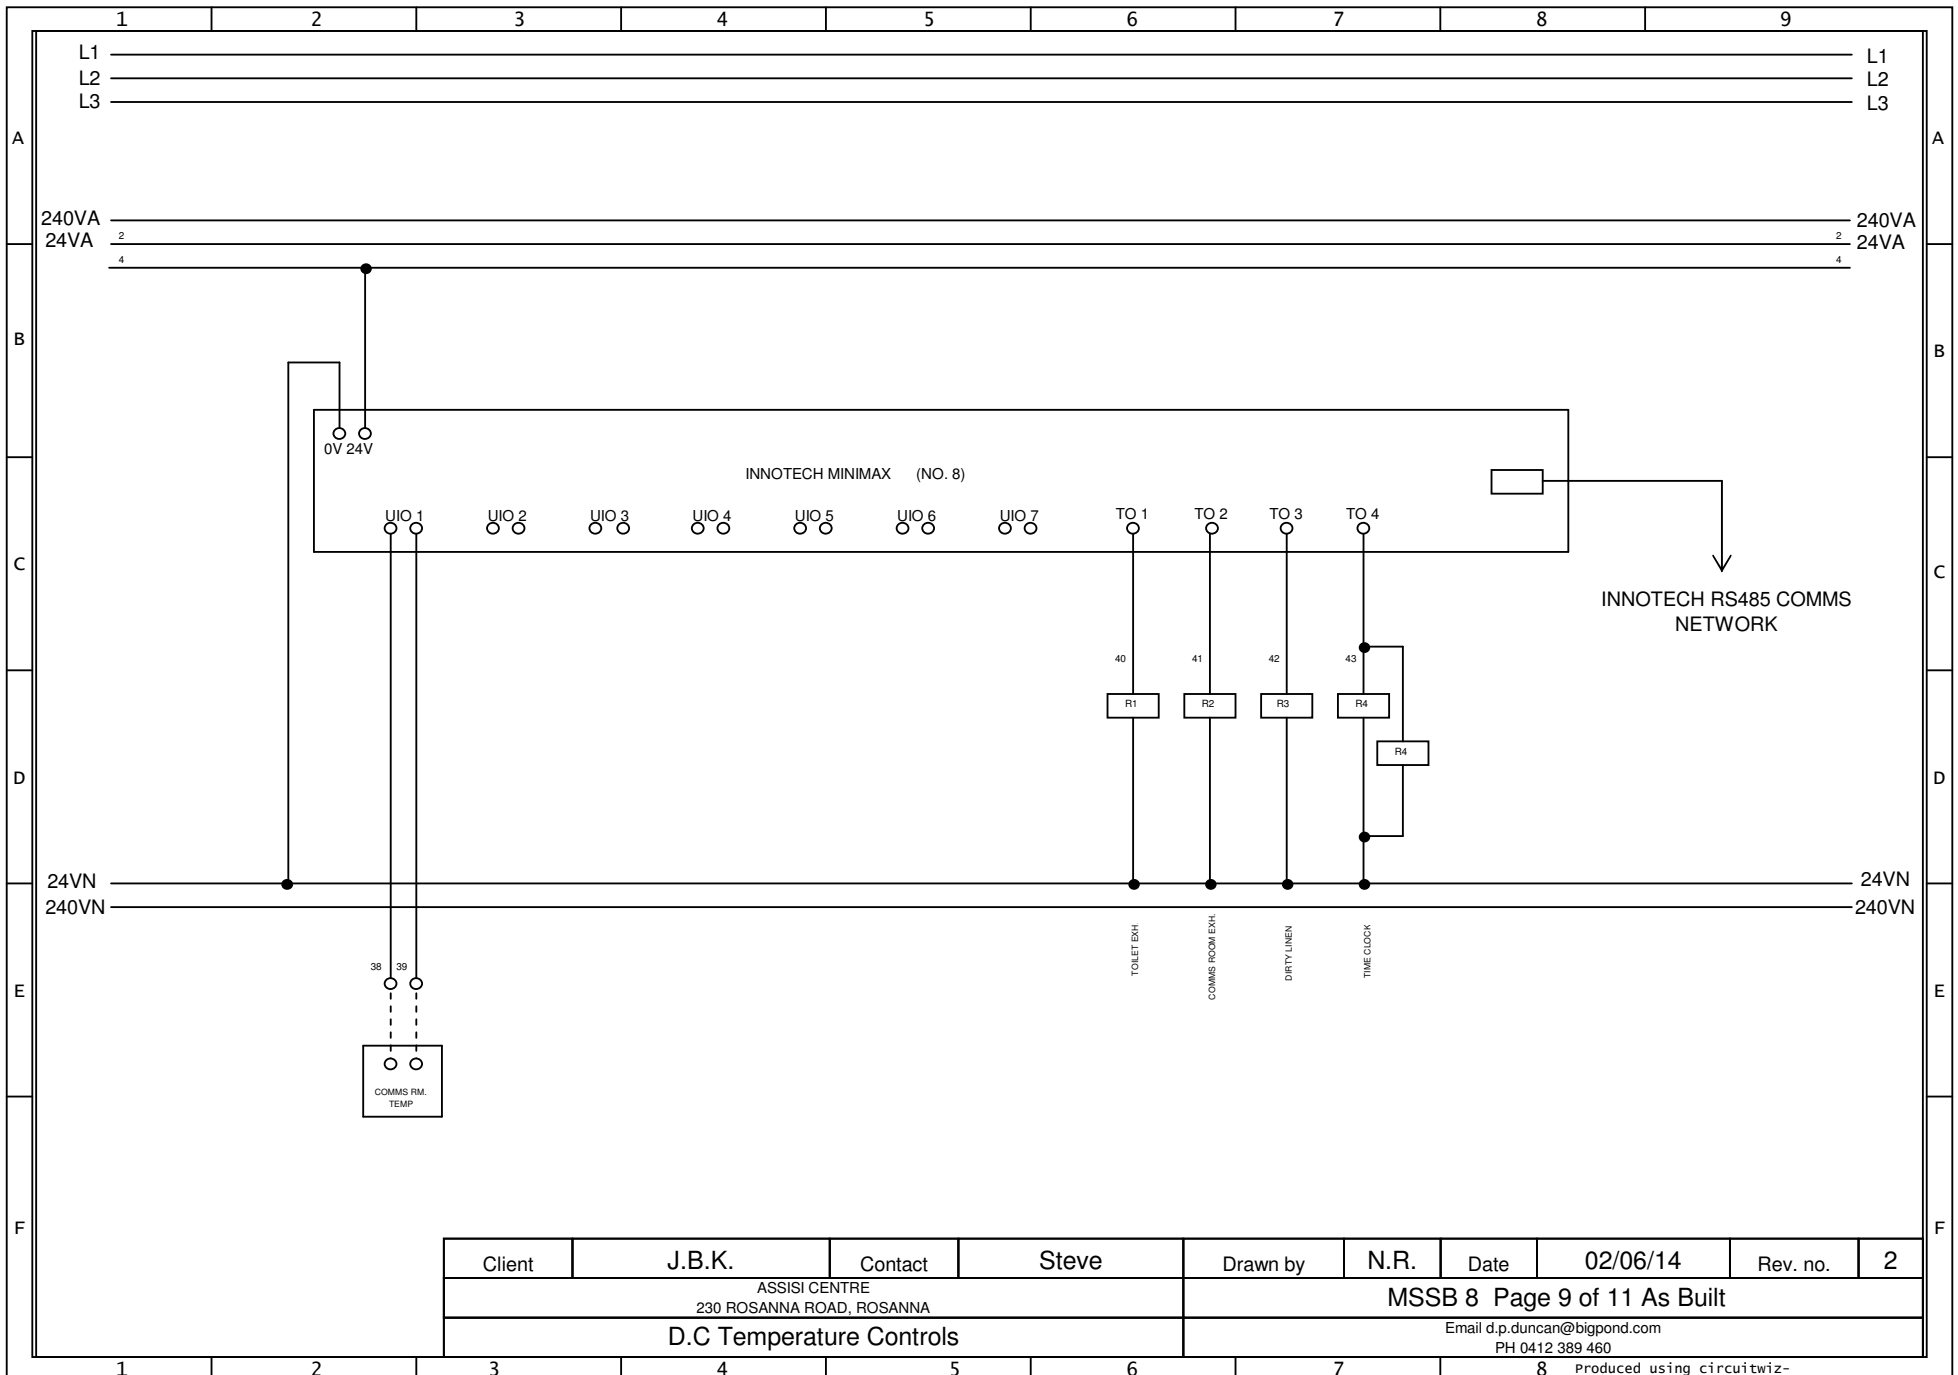 1 2 3 4 5 6 7 8 9
L1 L1
L2 L2
L3 L3
A A
240VA 240VA
24VA 2 2 24VA
4 4
B B
0V 24V
INNOTECH MINIMAX (NO. 8)
UIO 1 UIO 2 UIO 3 UIO 4 UIO 5 UIO 6 UIO 7 TO 1 TO 2 TO 3 TO 4
C C
INNOTECH RS485 COMMS
NETWORK
40 41 42 43
R1 R2 R3 R4
R4
D D
24VN 24VN
240VN 240VN
TOILET EXH.
COMMS ROOM EXH.
DIRTY LINEN
TIME CLOCK
38 39
E E
COMMS RM.
TEMP
F F
Client J.B.K. Contact Steve Drawn by N.R. Date 02/06/14 Rev. no. 2
ASSISI CENTRE
230 ROSANNA ROAD, ROSANNA
MSSB 8 Page 9 of 11 As Built
D.C Temperature Controls
Email d.p.duncan@bigpond.com
PH 0412 389 460
1 2 3 4 5 6 7 8 Produced using circuitwiz-